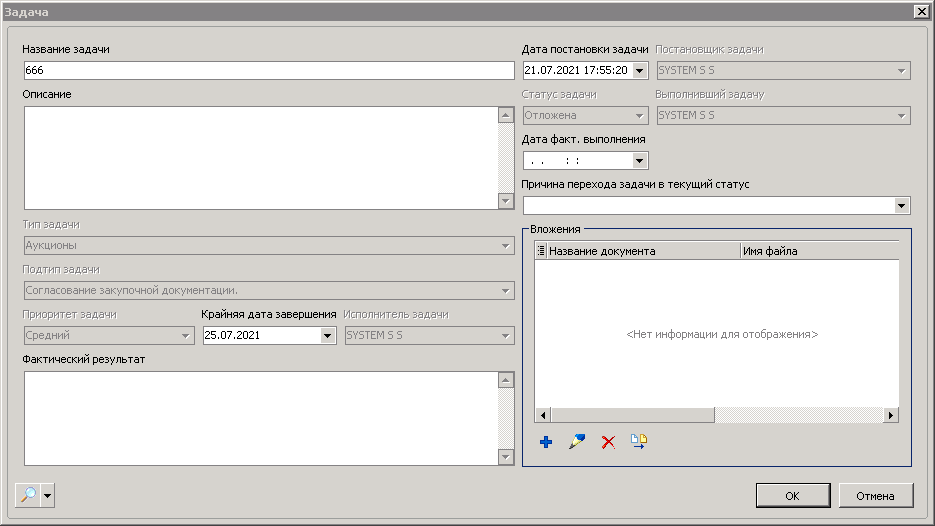 Задача
Название задачи
666
Описание
Тип задачи
Аукционы
Подтип задачи
Согласование закупочной документации.
Приоритет задачи
Средний
Крайняя дата завершения
25.07.2021
Исполнитель задачи
SYSTEM S S
Фактический результат
Дата постановки задачи
21.07.2021 17:55:20
Постановщик задачи
SYSTEM S S
Статус задачи
Отложена
Выполнивший задачу
SYSTEM S S
Дата факт. выполнения
. . : :
Причина перехода задачи в текущий статус
Вложения
Название документа
Имя файла
<Нет информации для отображения>
OK
Отмена